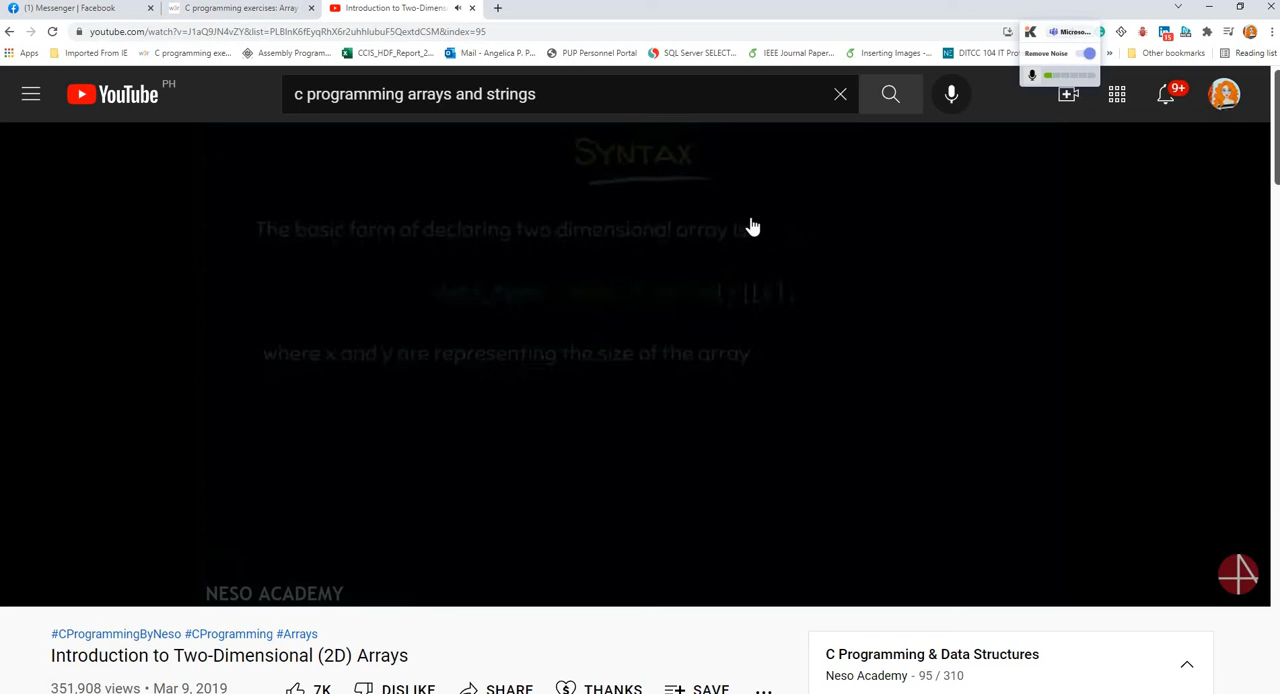 (1) Messenger | Facebook
C programming exercises: Array
Introduction to Two-Dimens
youtube.com/watch?v=J1aQ9JN4vZY&list=PLBlnK6fEyqRhX6r2uhhlubuF5QextdCSM&index=95
Microso...
15
Apps
Imported From IE
C programming exe...
Assembly Program...
CCIS_HDF_Report_2...
Mail - Angelica P. P...
PUP Personnel Portal
SQL Server SELECT...
IEEE Journal Paper...
Inserting Images -...
DITCC 104 IT Pro
Remove Noise
»
Other bookmarks
Reading list
YouTube PH
c programming arrays and strings
9+
SYNTAX
The basic form of declaring two dimensional array is
where x and y are representing the size of the array
NESO ACADEMY
#CProgrammingByNeso #CProgramming #Arrays
Introduction to Two-Dimensional (2D) Arrays
351,908 views • Mar 9, 2019
7K
DISLIKE
SHARE
THANKS
SAVE
C Programming & Data Structures
Neso Academy - 95 / 310